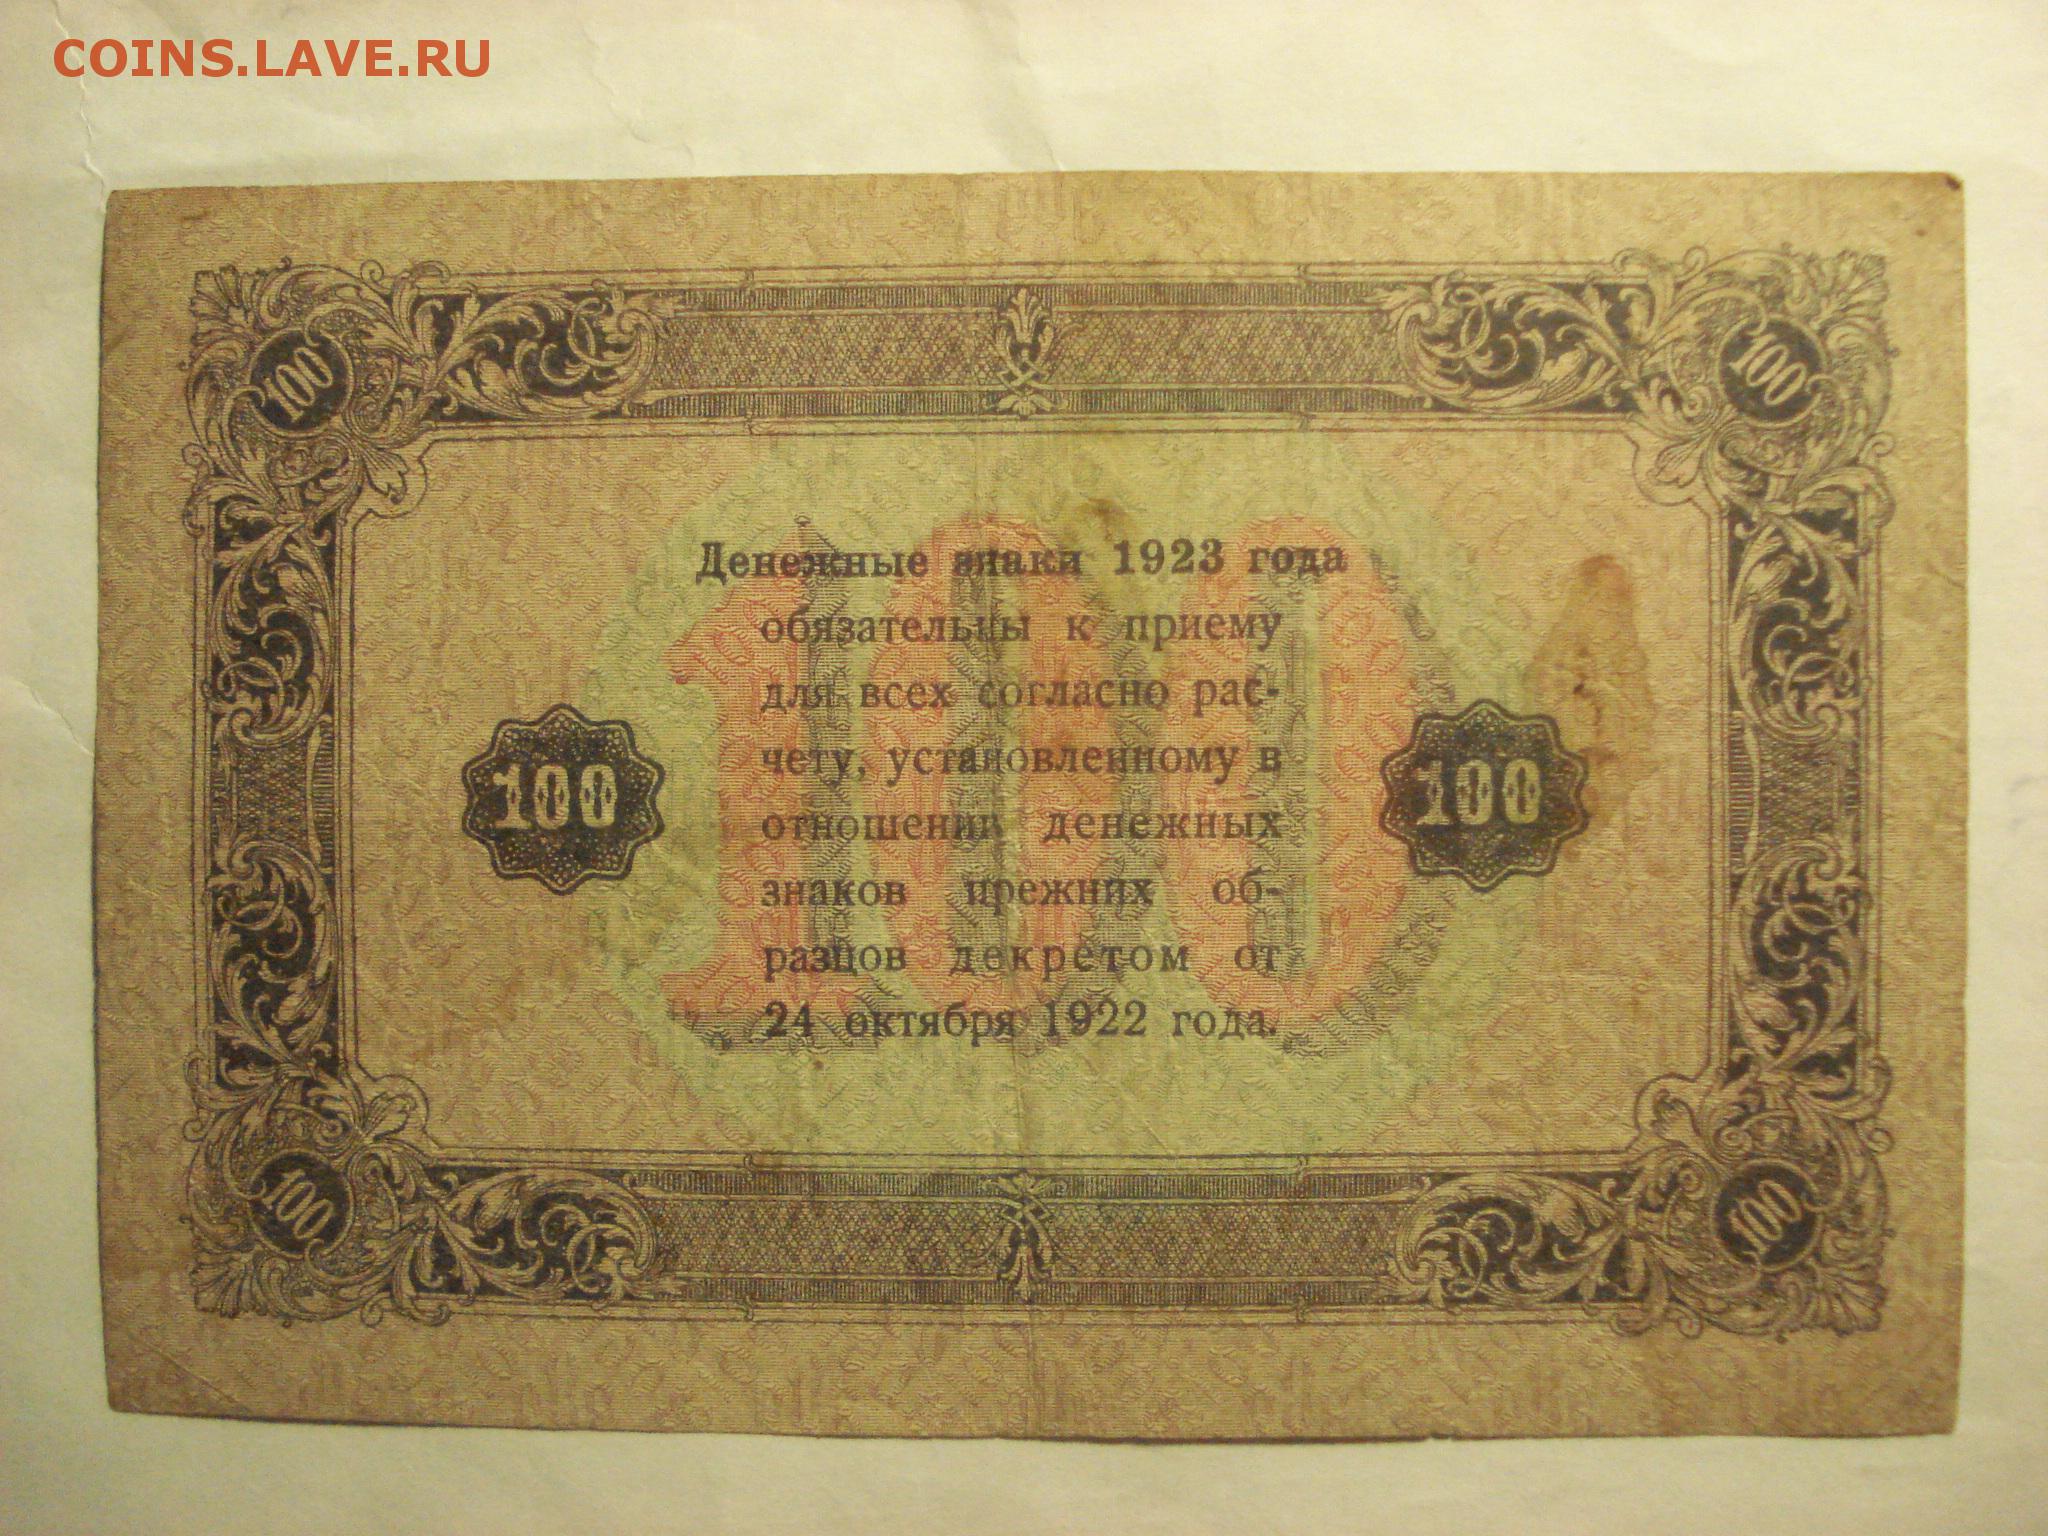 COINS.LAVE.RU
100 100
Денежные знаки 1923 года
обязательны к приему
для всех согласно рас-
чету, установленному в
отношении денежных
знаков прежних об-
разцов декретом от
24 октября 1922 года.
100 100
100
100 100